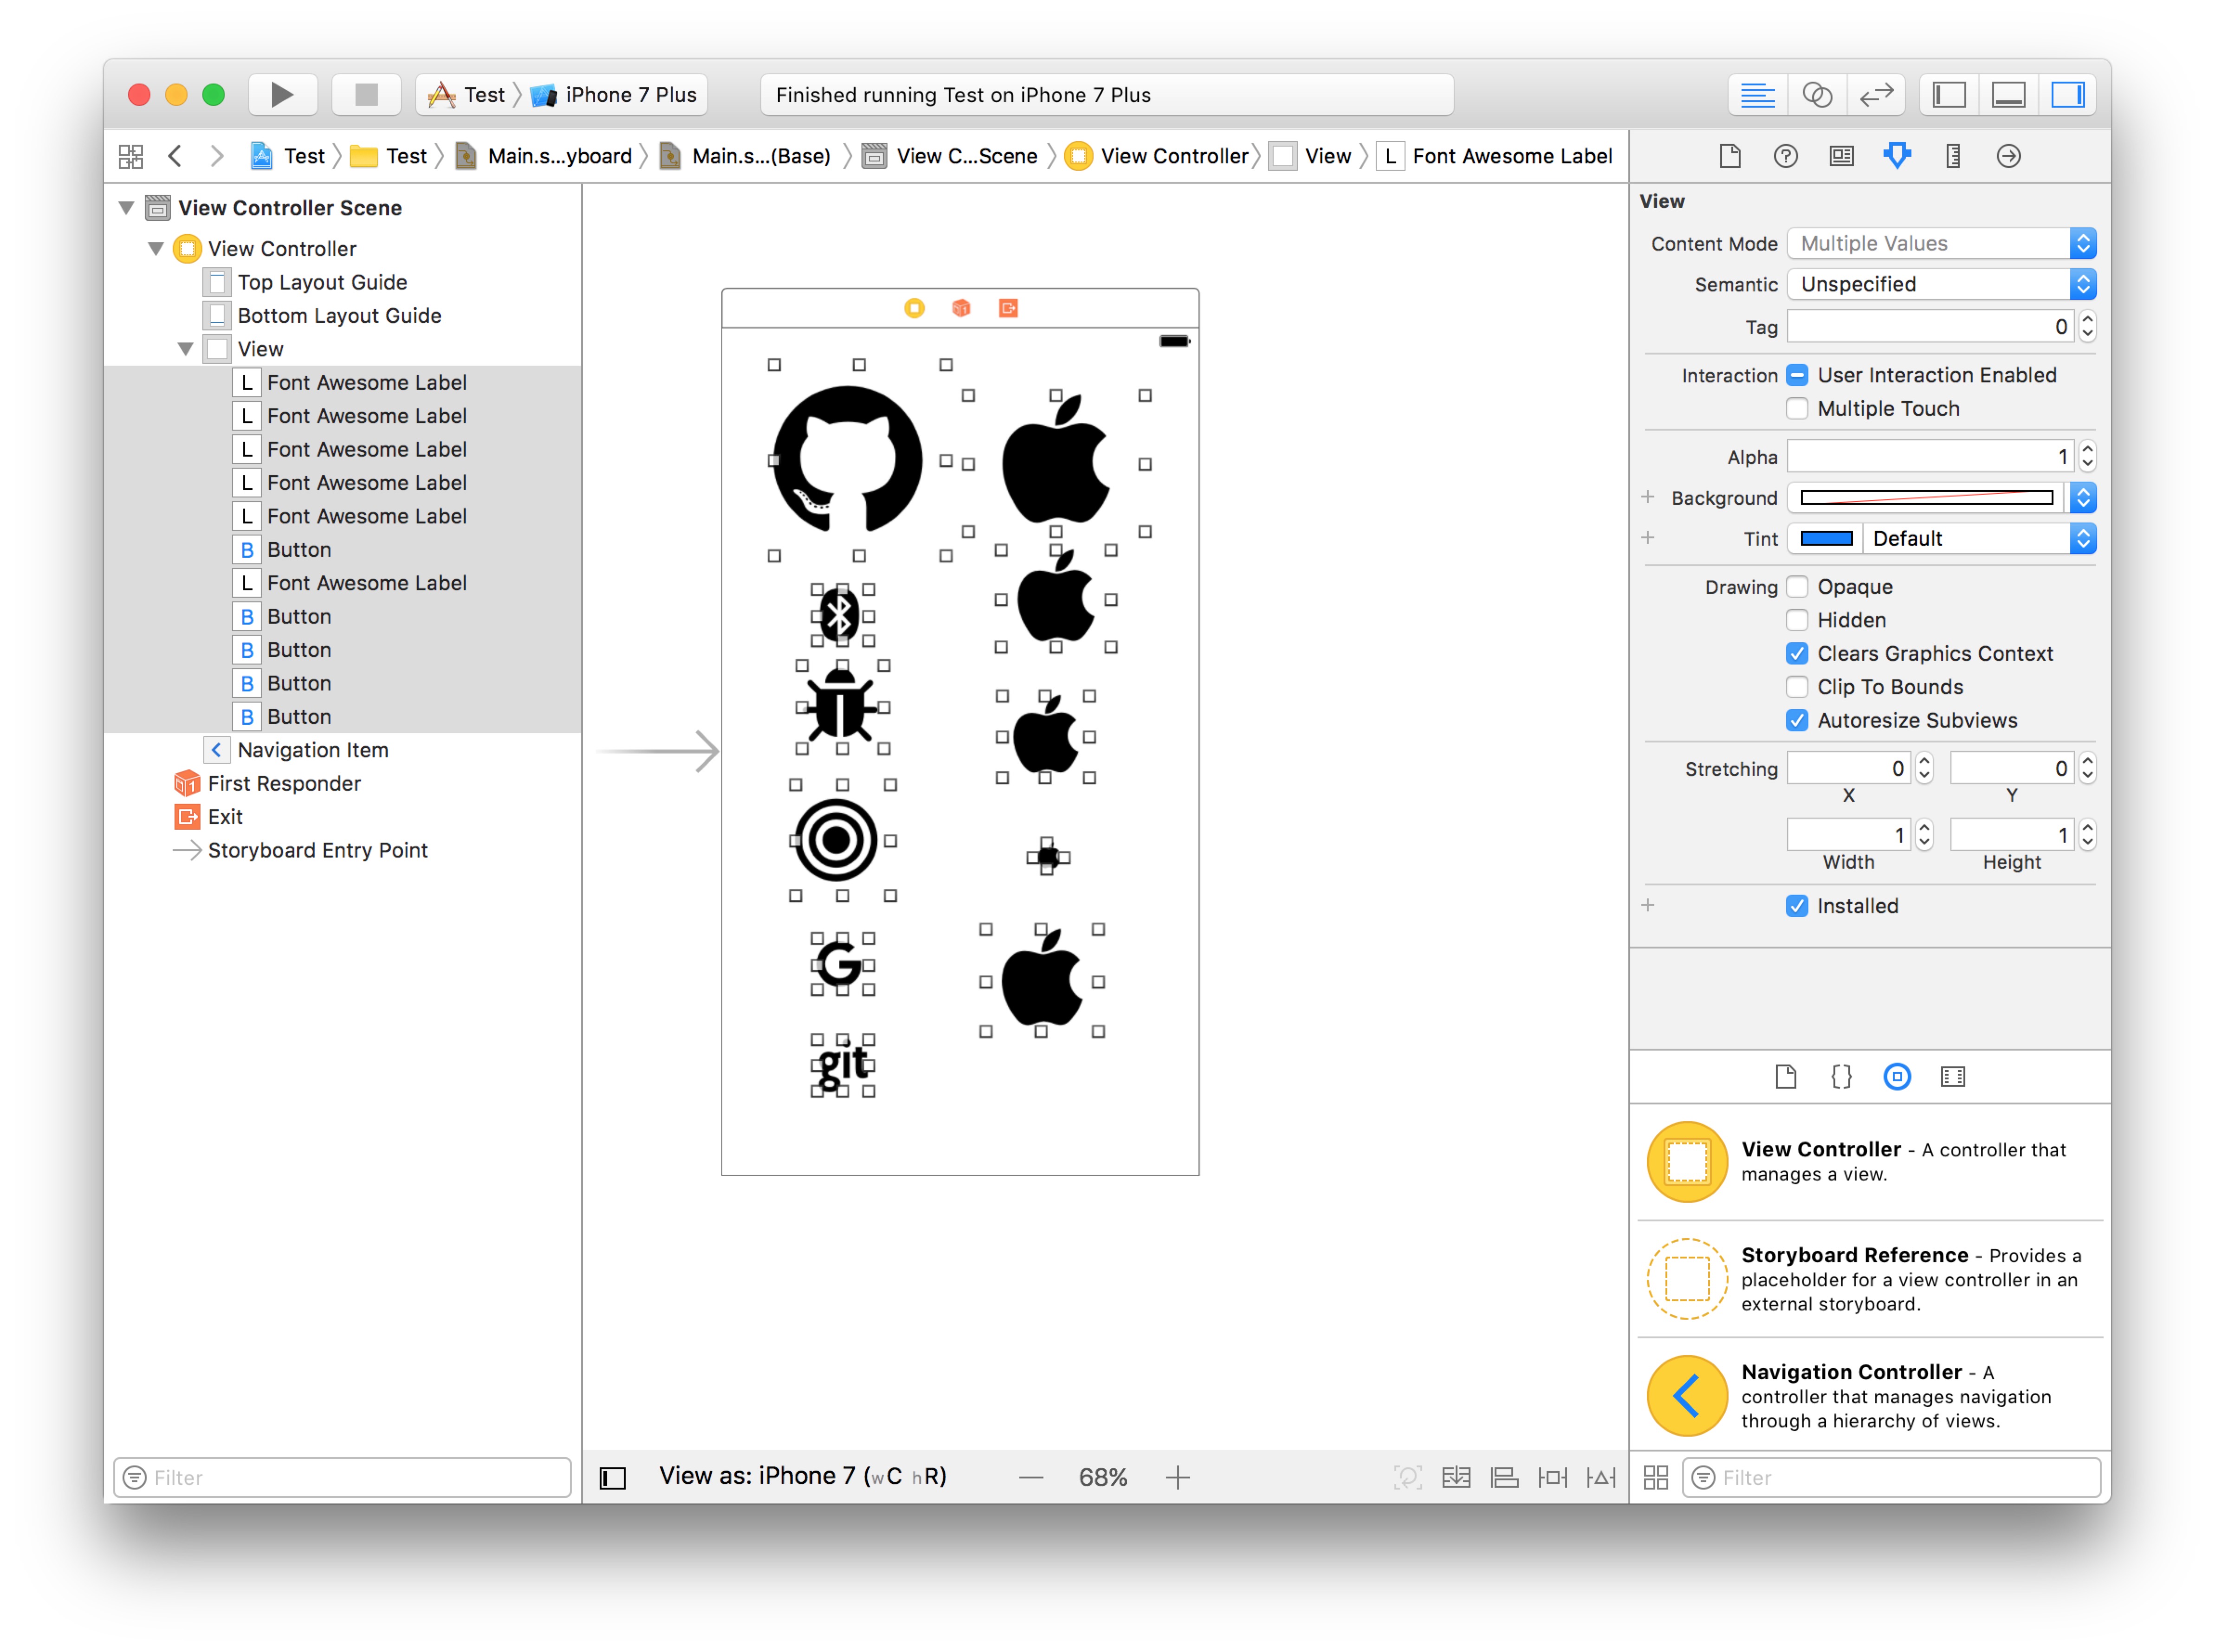 Test
iPhone 7 Plus
Finished running Test on iPhone 7 Plus
Test
Test
Main.s...yboard
Main.s...(Base)
View C...Scene
View Controller
View
L
Font Awesome Label
View Controller Scene
View Controller
Top Layout Guide
Bottom Layout Guide
View
L Font Awesome Label
L Font Awesome Label
L Font Awesome Label
L Font Awesome Label
L Font Awesome Label
B Button
L Font Awesome Label
B Button
B Button
B Button
B Button
Navigation Item
First Responder
Exit
Storyboard Entry Point
Filter
G
git
View as: iPhone 7 (wC hR)
— 68% +
View
Content Mode Multiple Values
Semantic Unspecified
Tag 0
Interaction User Interaction Enabled
Multiple Touch
Alpha 1
+ Background
+ Tint Default
Drawing Opaque
Hidden
Clears Graphics Context
Clip To Bounds
Autoresize Subviews
Stretching 0 0
X Y
1 1
Width Height
+ Installed
{}
View Controller - A controller that
manages a view.
Storyboard Reference - Provides a
placeholder for a view controller in an
external storyboard.
Navigation Controller - A
controller that manages navigation
through a hierarchy of views.
Filter